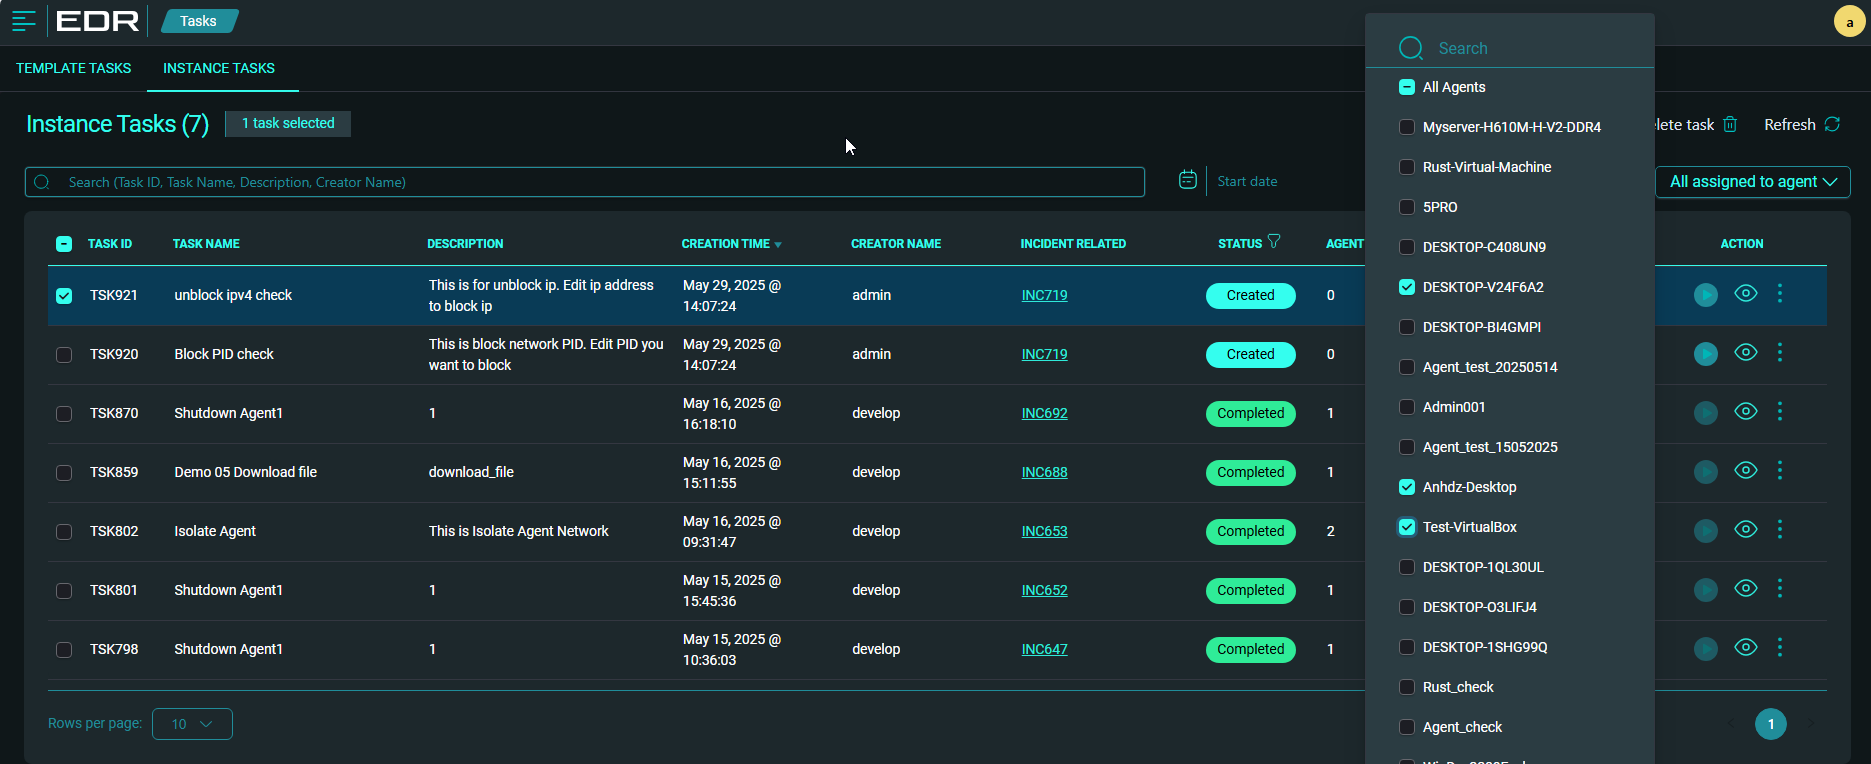 EDR
Tasks
a
TEMPLATE TASKS
INSTANCE TASKS
Instance Tasks (7)
1 task selected
lete task
Refresh
Search (Task ID, Task Name, Description, Creator Name)
Start date
All assigned to agent
TASK ID
TASK NAME
DESCRIPTION
CREATION TIME
CREATOR NAME
INCIDENT RELATED
STATUS
AGENT
ACTION
TSK921
unblock ipv4 check
This is for unblock ip. Edit ip address
to block ip
May 29, 2025 @
14:07:24
admin
INC719
Created
0
TSK920
Block PID check
This is block network PID. Edit PID you
want to block
May 29, 2025 @
14:07:24
admin
INC719
Created
0
TSK870
Shutdown Agent1
1
May 16, 2025 @
16:18:10
develop
INC692
Completed
1
TSK859
Demo 05 Download file
download_file
May 16, 2025 @
15:11:55
develop
INC688
Completed
1
TSK802
Isolate Agent
This is Isolate Agent Network
May 16, 2025 @
09:31:47
develop
INC653
Completed
2
TSK801
Shutdown Agent1
1
May 15, 2025 @
15:45:36
develop
INC652
Completed
1
TSK798
Shutdown Agent1
1
May 15, 2025 @
10:36:03
develop
INC647
Completed
1
Rows per page:
10
1
Search
All Agents
Myserver-H610M-H-V2-DDR4
Rust-Virtual-Machine
5PRO
DESKTOP-C408UN9
DESKTOP-V24F6A2
DESKTOP-BI4GMPI
Agent_test_20250514
Admin001
Agent_test_15052025
Anhdz-Desktop
Test-VirtualBox
DESKTOP-1QL30UL
DESKTOP-O3LIFJ4
DESKTOP-1SHG99Q
Rust_check
Agent_check